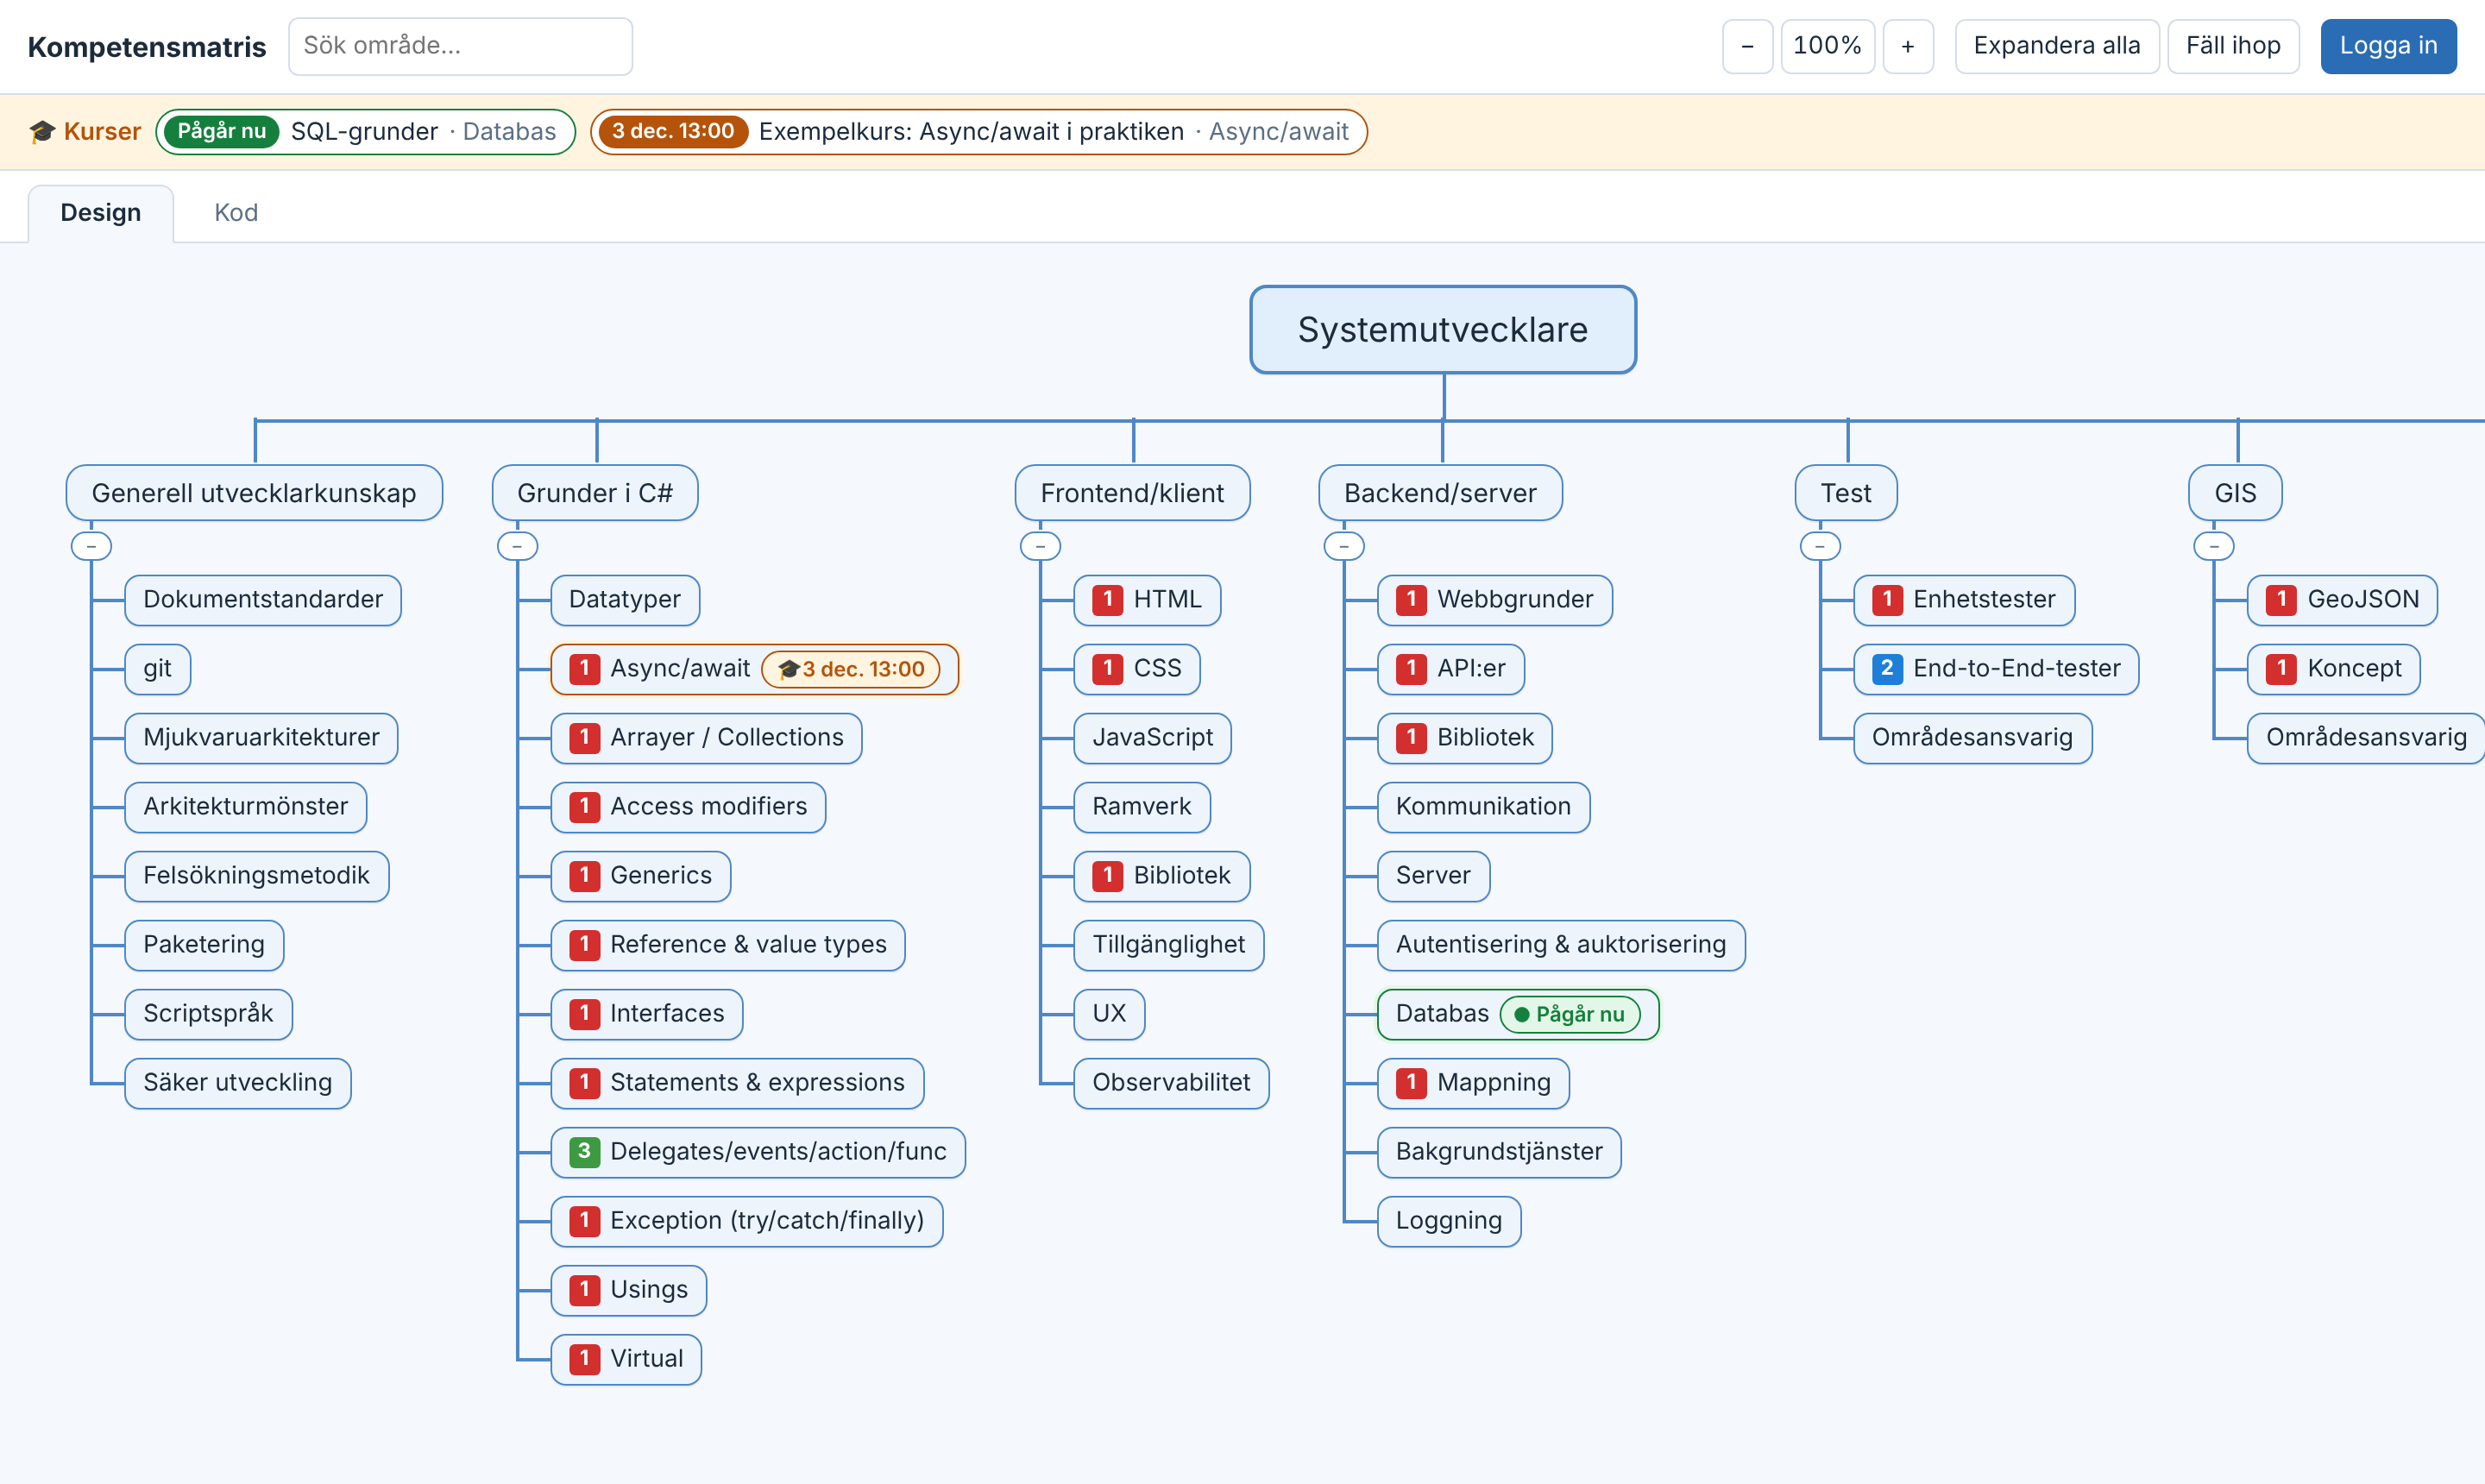 Kompetensmatris
Sök område...
− 100% + Expandera alla Fäll ihop Logga in
🎓 Kurser Pågår nu SQL-grunder · Databas 3 dec. 13:00 Exempelkurs: Async/await i praktiken · Async/await
Design Kod
Systemutvecklare
Generell utvecklarkunskap
−
Dokumentstandarder
git
Mjukvaruarkitekturer
Arkitekturmönster
Felsökningsmetodik
Paketering
Scriptspråk
Säker utveckling
Grunder i C#
−
Datatyper
1 Async/await 🎓3 dec. 13:00
1 Arrayer / Collections
1 Access modifiers
1 Generics
1 Reference & value types
1 Interfaces
1 Statements & expressions
3 Delegates/events/action/func
1 Exception (try/catch/finally)
1 Usings
1 Virtual
Frontend/klient
−
1 HTML
1 CSS
JavaScript
Ramverk
1 Bibliotek
Tillgänglighet
UX
Observabilitet
Backend/server
−
1 Webbgrunder
1 API:er
1 Bibliotek
Kommunikation
Server
Autentisering & auktorisering
Databas ● Pågår nu
1 Mappning
Bakgrundstjänster
Loggning
Test
−
1 Enhetstester
2 End-to-End-tester
Områdesansvarig
GIS
−
1 GeoJSON
1 Koncept
Områdesansvarig